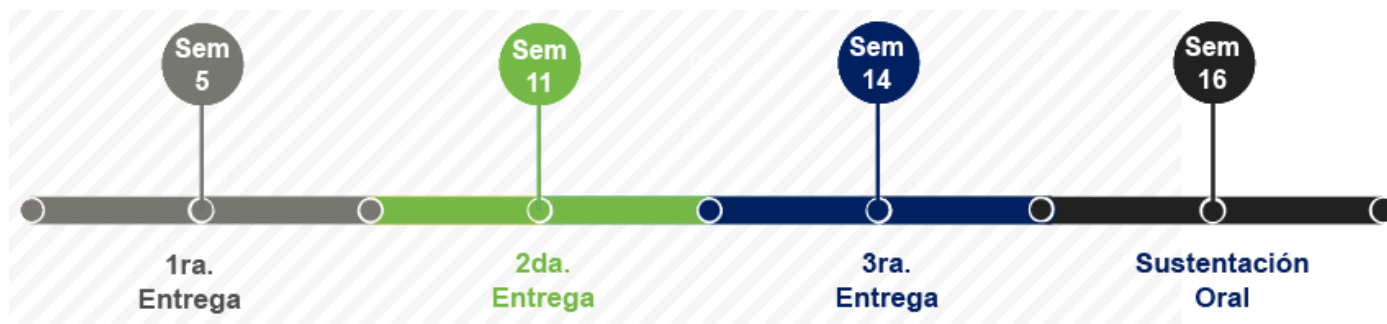 Sem
5
Sem
11
Sem
14
Sem
16
1ra.
Entrega
2da.
Entrega
3ra.
Entrega
Sustentación
Oral